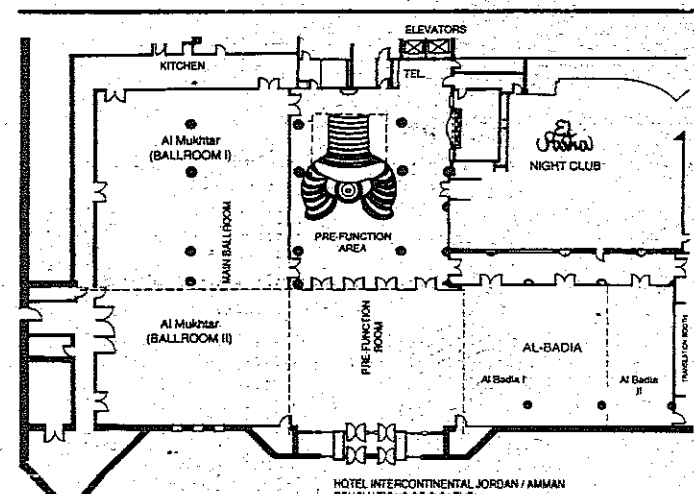 ELEVATORS
KITCHEN
TEL.
Al Mukhtar
(BALLROOM I)
NIGHT CLUB
MAIN BALLROOM
PRE-FUNCTION
AREA
Al Mukhtar
(BALLROOM II)
PRE-FUNCTION
ROOM
AL-BADIA
Al Badia I
Al Badia
II
TRANSLATION BOOTH
HOTEL INTERCONTINENTAL JORDAN / AMMAN